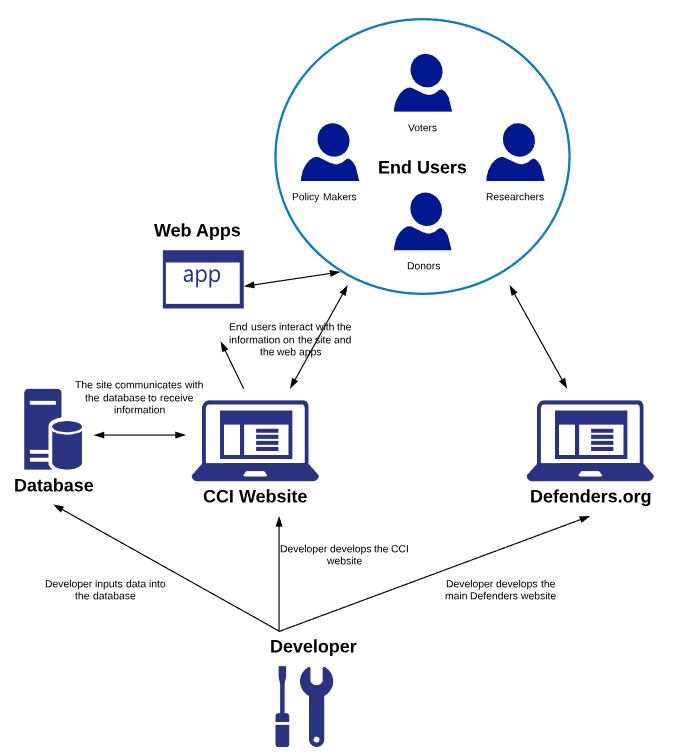 Voters
End Users
Policy Makers
Researchers
Donors
Web Apps
app
End users interact with the
information on the site and
the web apps
The site communicates with
the database to receive
information
Database
CCI Website
Defenders.org
Developer develops the CCI
website
Developer inputs data into
the database
Developer develops the
main Defenders website
Developer